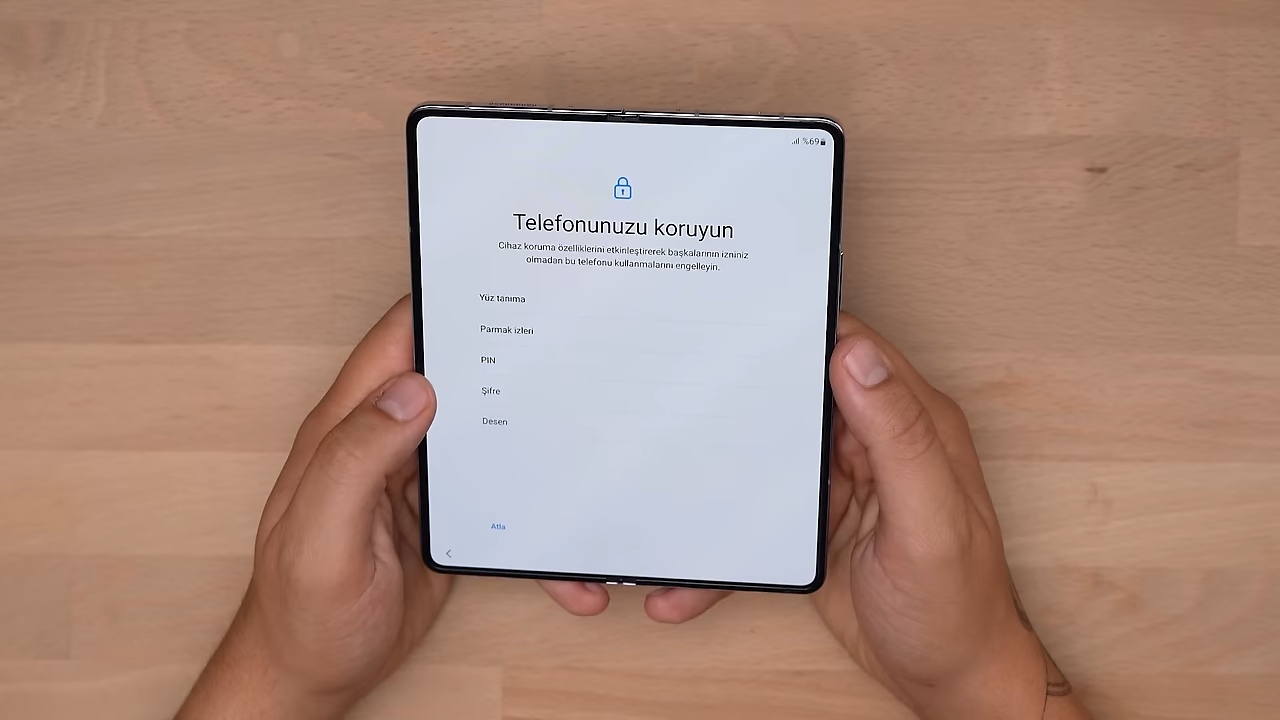 %69
Telefonunuzu koruyun
Cihaz koruma özelliklerini etkinleştirerek başkalarının izniniz
olmadan bu telefonu kullanmalarını engelleyin.
Yüz tanıma
Parmak izleri
PIN
Şifre
Desen
Atla